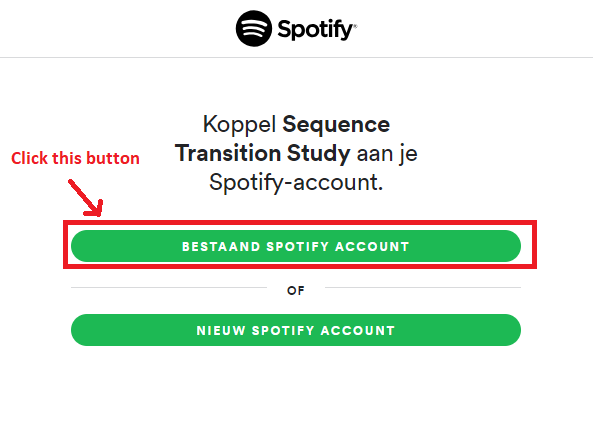 Spotify®
Koppel Sequence
Transition Study aan je
Spotify-account.
Click this button
BESTAAND SPOTIFY ACCOUNT
OF
NIEUW SPOTIFY ACCOUNT